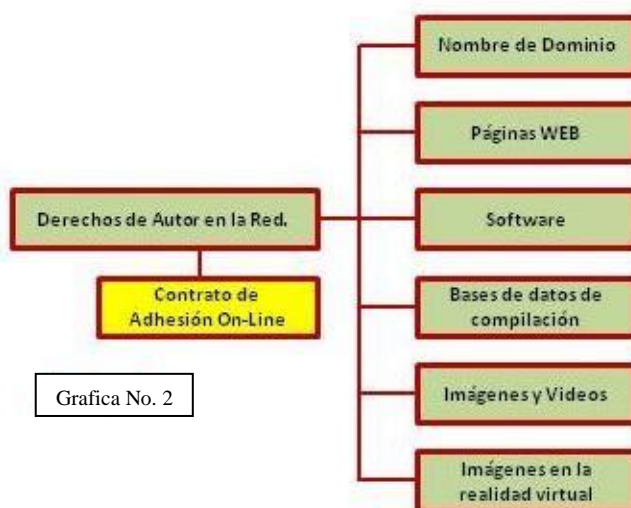 Derechos de Autor en la Red.
Contrato de
Adhesión On-Line
Grafica No. 2
Nombre de Dominio
Páginas WEB
Software
Bases de datos de
compilación
Imágenes y Videos
Imágenes en la
realidad virtual